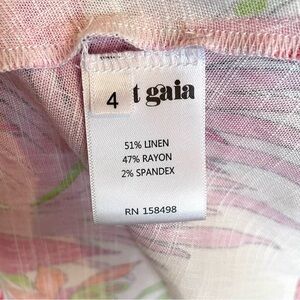 4 t gaia
51% LINEN
47% RAYON
2% SPANDEX
RN 158498